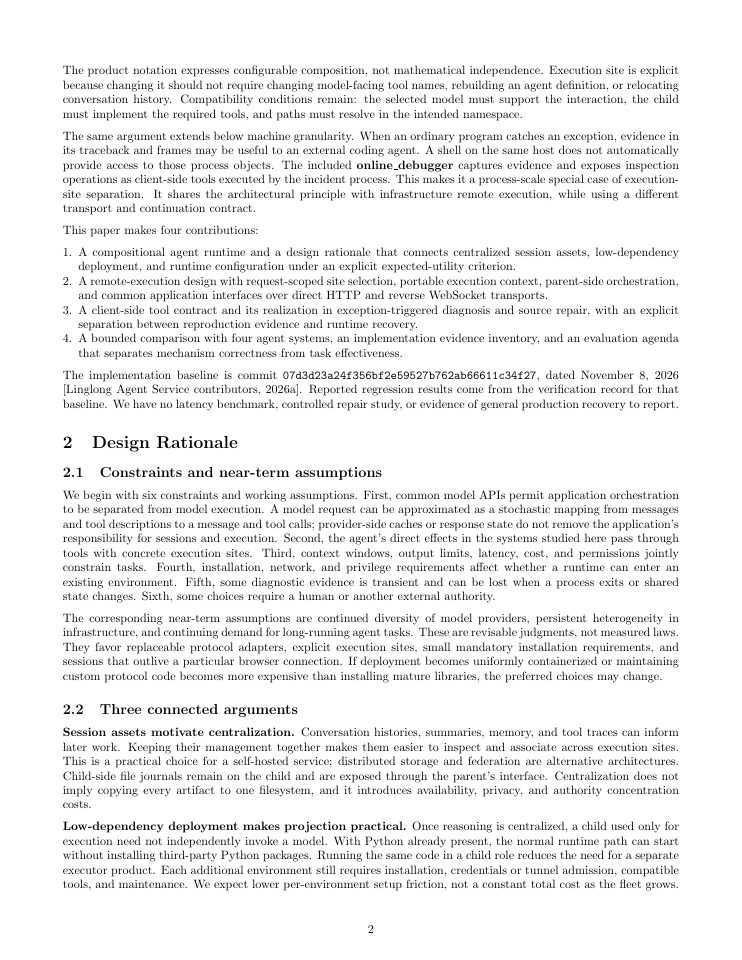 The product notation expresses configurable composition, not mathematical independence. Execution site is explicit
because changing it should not require changing model-facing tool names, rebuilding an agent definition, or relocating
conversation history. Compatibility conditions remain: the selected model must support the interaction, the child
must implement the required tools, and paths must resolve in the intended namespace.
The same argument extends below machine granularity. When an ordinary program catches an exception, evidence in
its traceback and frames may be useful to an external coding agent. A shell on the same host does not automatically
provide access to those process objects. The included online_debugger captures evidence and exposes inspection
operations as client-side tools executed by the incident process. This makes it a process-scale special case of execution-
site separation. It shares the architectural principle with infrastructure remote execution, while using a different
transport and continuation contract.
This paper makes four contributions:
1. A compositional agent runtime and a design rationale that connects centralized session assets, low-dependency
deployment, and runtime configuration under an explicit expected-utility criterion.
2. A remote-execution design with request-scoped site selection, portable execution context, parent-side orchestration,
and common application interfaces over direct HTTP and reverse WebSocket transports.
3. A client-side tool contract and its realization in exception-triggered diagnosis and source repair, with an explicit
separation between reproduction evidence and runtime recovery.
4. A bounded comparison with four agent systems, an implementation evidence inventory, and an evaluation agenda
that separates mechanism correctness from task effectiveness.
The implementation baseline is commit 07d3d23a24f356bf2e59527b762ab66611c34f27, dated November 8, 2026
[Linglong Agent Service contributors, 2026a]. Reported regression results come from the verification record for that
baseline. We have no latency benchmark, controlled repair study, or evidence of general production recovery to report.
2 Design Rationale
2.1 Constraints and near-term assumptions
We begin with six constraints and working assumptions. First, common model APIs permit application orchestration
to be separated from model execution. A model request can be approximated as a stochastic mapping from messages
and tool descriptions to a message and tool calls; provider-side caches or response state do not remove the application's
responsibility for sessions and execution. Second, the agent's direct effects in the systems studied here pass through
tools with concrete execution sites. Third, context windows, output limits, latency, cost, and permissions jointly
constrain tasks. Fourth, installation, network, and privilege requirements affect whether a runtime can enter an
existing environment. Fifth, some diagnostic evidence is transient and can be lost when a process exits or shared
state changes. Sixth, some choices require a human or another external authority.
The corresponding near-term assumptions are continued diversity of model providers, persistent heterogeneity in
infrastructure, and continuing demand for long-running agent tasks. These are revisable judgments, not measured laws.
They favor replaceable protocol adapters, explicit execution sites, small mandatory installation requirements, and
sessions that outlive a particular browser connection. If deployment becomes uniformly containerized or maintaining
custom protocol code becomes more expensive than installing mature libraries, the preferred choices may change.
2.2 Three connected arguments
Session assets motivate centralization. Conversation histories, summaries, memory, and tool traces can inform
later work. Keeping their management together makes them easier to inspect and associate across execution sites.
This is a practical choice for a self-hosted service; distributed storage and federation are alternative architectures.
Child-side file journals remain on the child and are exposed through the parent's interface. Centralization does not
imply copying every artifact to one filesystem, and it introduces availability, privacy, and authority concentration
costs.
Low-dependency deployment makes projection practical. Once reasoning is centralized, a child used only for
execution need not independently invoke a model. With Python already present, the normal runtime path can start
without installing third-party Python packages. Running the same code in a child role reduces the need for a separate
executor product. Each additional environment still requires installation, credentials or tunnel admission, compatible
tools, and maintenance. We expect lower per-environment setup friction, not a constant total cost as the fleet grows.
2